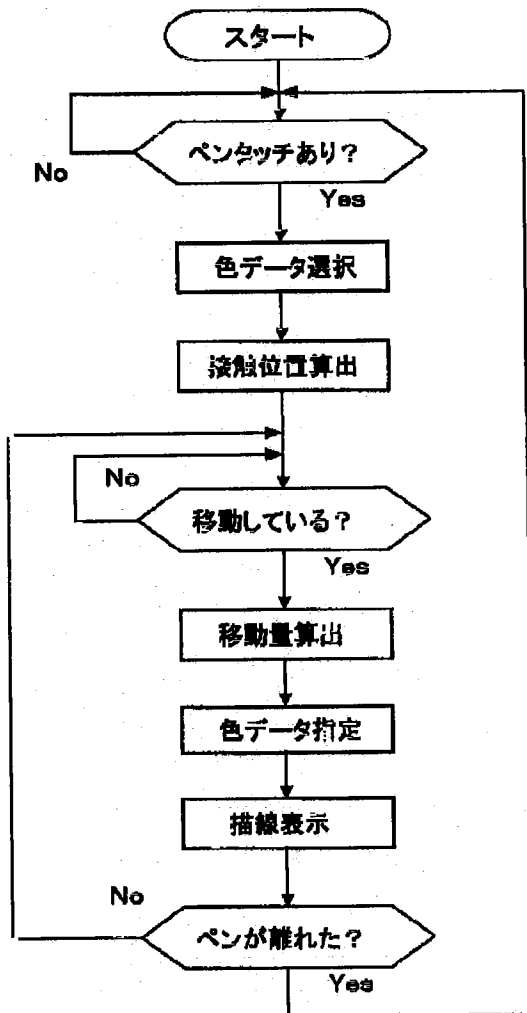 スタート
ペンタッチあり?
No
Yes
色データ選択
接触位置算出
No
移動している?
Yes
移動量算出
色データ指定
描線表示
No
ペンが離れた?
Yes